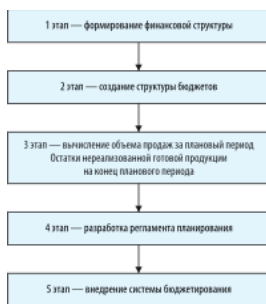 1 этап — формирование финансовой структуры
2 этап — создание структуры бюджетов
3 этап — вычисление объема продаж за плановый период
Остатки нереализованной готовой продукции
на конец планового периода
4 этап — разработка регламента планирования
5 этап — внедрение системы бюджетирования